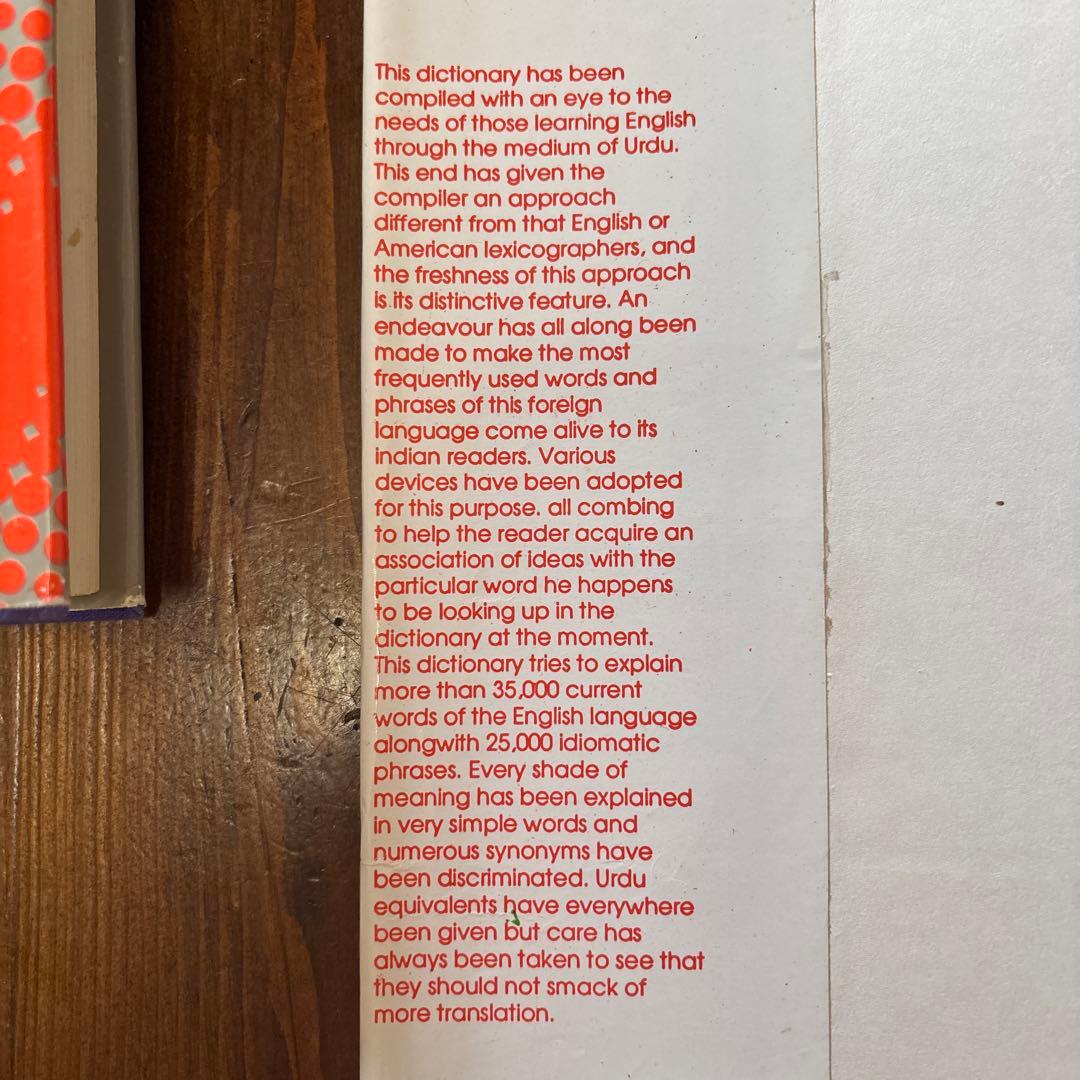 This dictionary has been
compiled with an eye to the
needs of those learning English
through the medium of Urdu.
This end has given the
compiler an approach
different from that English or
American lexicographers, and
the freshness of this approach
is its distinctive feature. An
endeavour has all along been
made to make the most
frequently used words and
phrases of this foreign
language come alive to its
indian readers. Various
devices have been adopted
for this purpose. all combing
to help the reader acquire an
association of ideas with the
particular word he happens
to be looking up in the
dictionary at the moment.
This dictionary tries to explain
more than 35,000 current
words of the English language
alongwith 25,000 idiomatic
phrases. Every shade of
meaning has been explained
in very simple words and
numerous synonyms have
been discriminated. Urdu
equivalents have everywhere
been given but care has
always been taken to see that
they should not smack of
more translation.